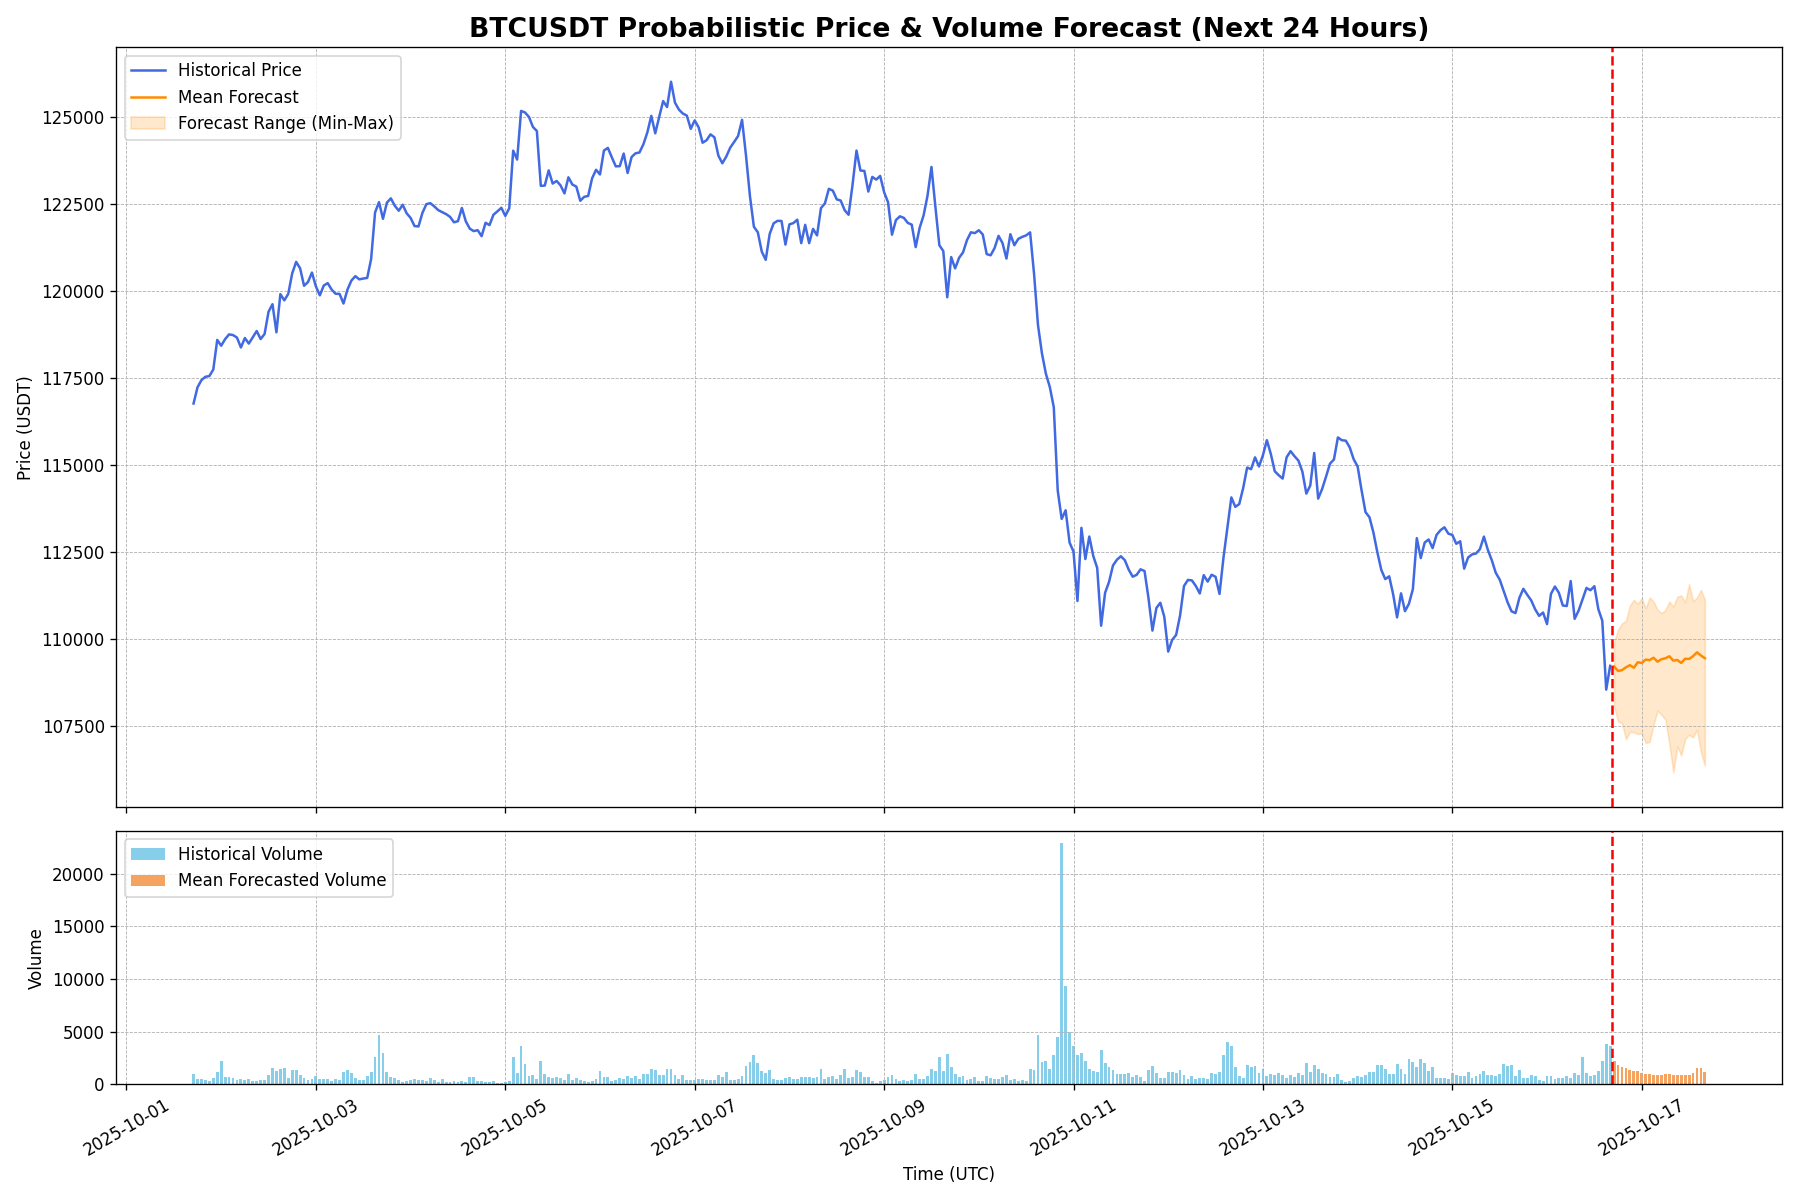 BTCUSDT Probabilistic Price & Volume Forecast (Next 24 Hours)
Historical Price
Mean Forecast
Forecast Range (Min-Max)
125000
122500
120000
117500
115000
112500
110000
107500
Price (USDT)
Historical Volume
Mean Forecasted Volume
20000
15000
10000
5000
0
Volume
2025-10-01
2025-10-03
2025-10-05
2025-10-07
2025-10-09
2025-10-11
2025-10-13
2025-10-15
2025-10-17
Time (UTC)